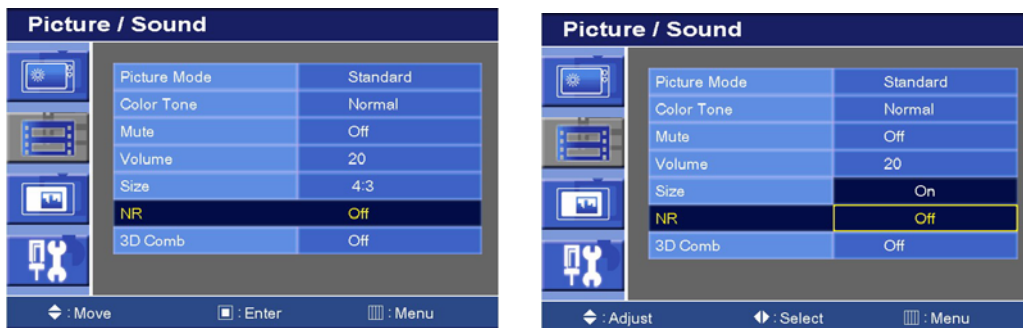 Picture / Sound
Picture Mode Standard
Color Tone Normal
Mute Off
Volume 20
Size 4:3
NR Off
3D Comb Off
: Move : Enter : Menu
Picture / Sound
Picture Mode Standard
Color Tone Normal
Mute Off
Volume 20
Size On
NR Off
3D Comb Off
: Adjust : Select : Menu